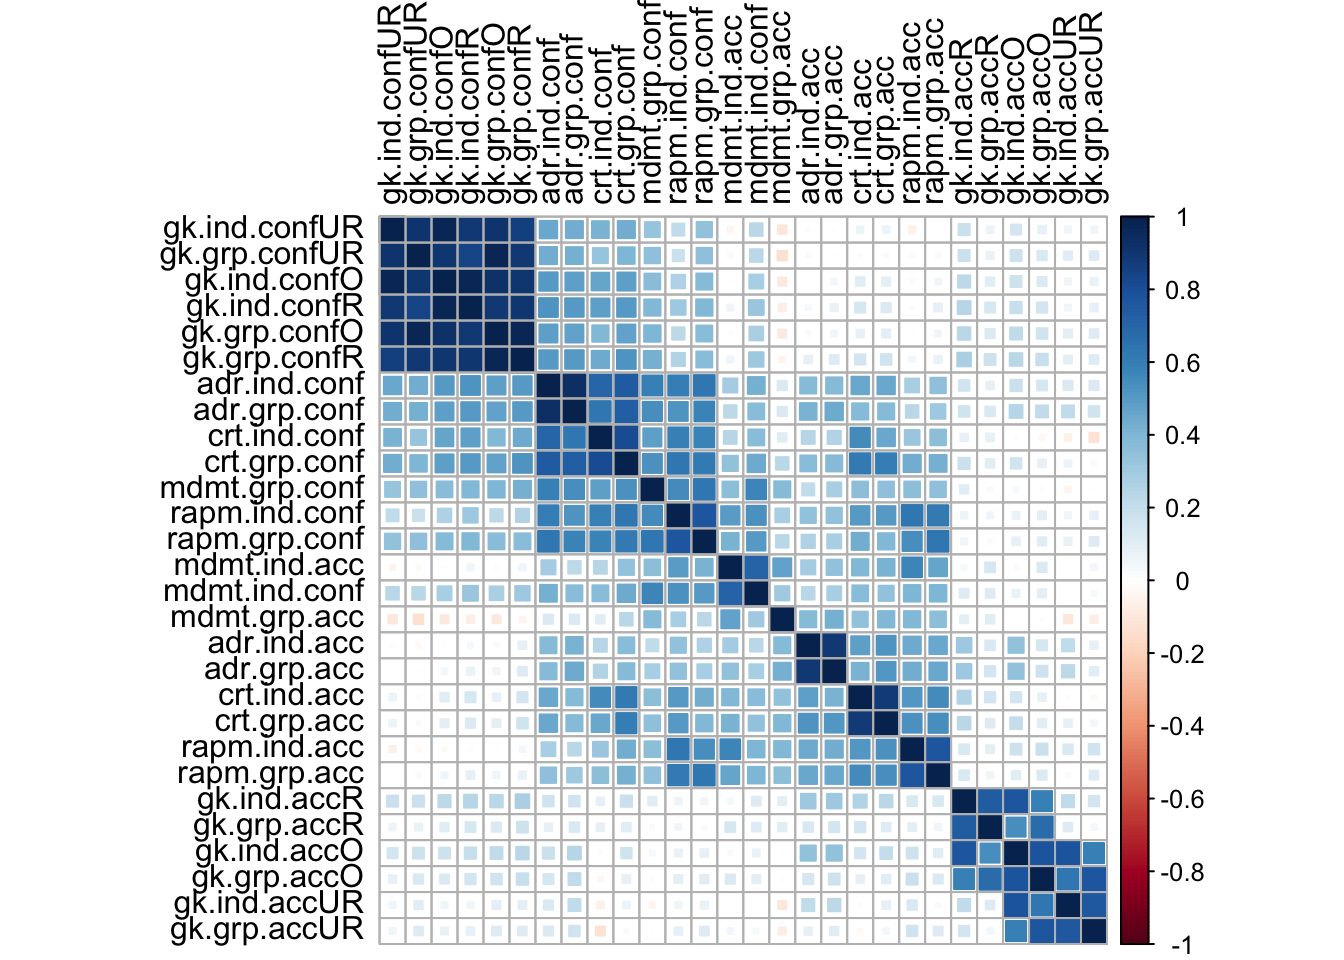 gk.ind.confUR
gk.grp.confUR
gk.ind.confO
gk.ind.confR
gk.grp.confO
gk.grp.confR
adr.ind.conf
adr.grp.conf
crt.ind.conf
crt.grp.conf
mdmt.grp.conf
rapm.ind.conf
rapm.grp.conf
mdmt.ind.acc
mdmt.ind.conf
mdmt.grp.acc
adr.ind.acc
adr.grp.acc
crt.ind.acc
crt.grp.acc
rapm.ind.acc
rapm.grp.acc
gk.ind.accR
gk.grp.accR
gk.ind.accO
gk.grp.accO
gk.ind.accUR
gk.grp.accUR
gk.ind.confUR
gk.grp.confUR
gk.ind.confO
gk.ind.confR
gk.grp.confO
gk.grp.confR
adr.ind.conf
adr.grp.conf
crt.ind.conf
crt.grp.conf
mdmt.grp.conf
rapm.ind.conf
rapm.grp.conf
mdmt.ind.acc
mdmt.ind.conf
mdmt.grp.acc
adr.ind.acc
adr.grp.acc
crt.ind.acc
crt.grp.acc
rapm.ind.acc
rapm.grp.acc
gk.ind.accR
gk.grp.accR
gk.ind.accO
gk.grp.accO
gk.ind.accUR
gk.grp.accUR
1
0.8
0.6
0.4
0.2
0
-0.2
-0.4
-0.6
-0.8
-1